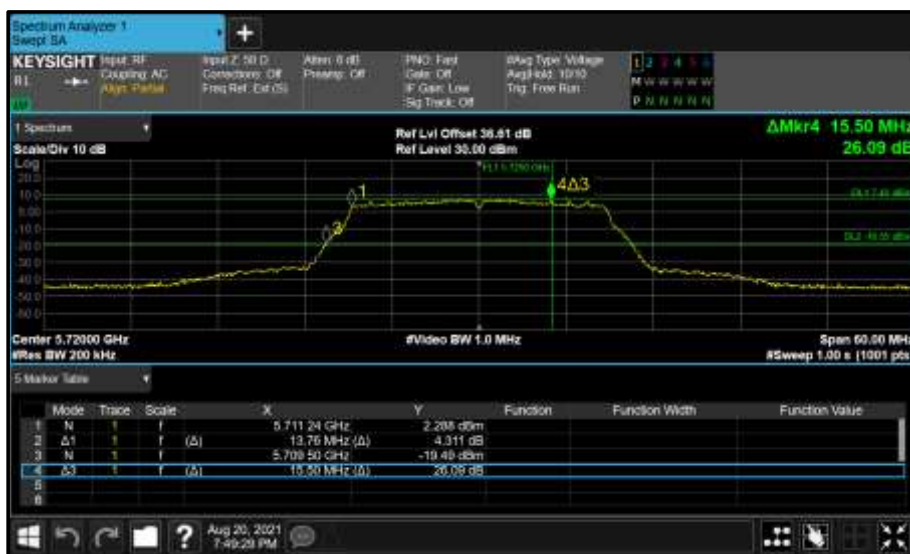 Spectrum Analyzer 1
Swept SA
+
KEYSIGHT
Input: RF
Coupling: AC
Align: Partial
Input Z: 50 Ω
Corrections: Off
Freq Ref: Ext (S)
Atten: 6 dB
Preamp: Off
PNO: Fast
Gate: Off
IF Gain: Low
Sig Track: Off
#Avg Type: Voltage
Avg|Hold: 10/10
Trig: Free Run
1 2 3 4 5 6
M W W W W W
P N N N N N
1 Spectrum
Scale/Div 10 dB
Ref Lvl Offset 36.61 dB
Ref Level 30.00 dBm
ΔMkr4 15.50 MHz
26.09 dB
Log
20.0
10.0
0.00
-10.0
-20.0
-30.0
-40.0
-50.0
-60.0
1
3
4Δ3
Center 5.72000 GHz
#Res BW 200 kHz
#Video BW 1.0 MHz
Span 60.00 MHz
#Sweep 1.00 s (1001 pts
5 Marker Table
Mode Trace Scale X Y Function Function Width Function Value
1 N 1 f 5.711 24 GHz 2.288 dBm
2 Δ1 1 f (Δ) 13.76 MHz (Δ) 4.311 dB
3 N 1 f 5.709 50 GHz -19.49 dBm
4 Δ3 1 f (Δ) 15.50 MHz (Δ) 26.09 dB
5
6
?
Aug 20, 2021
7:49:29 PM